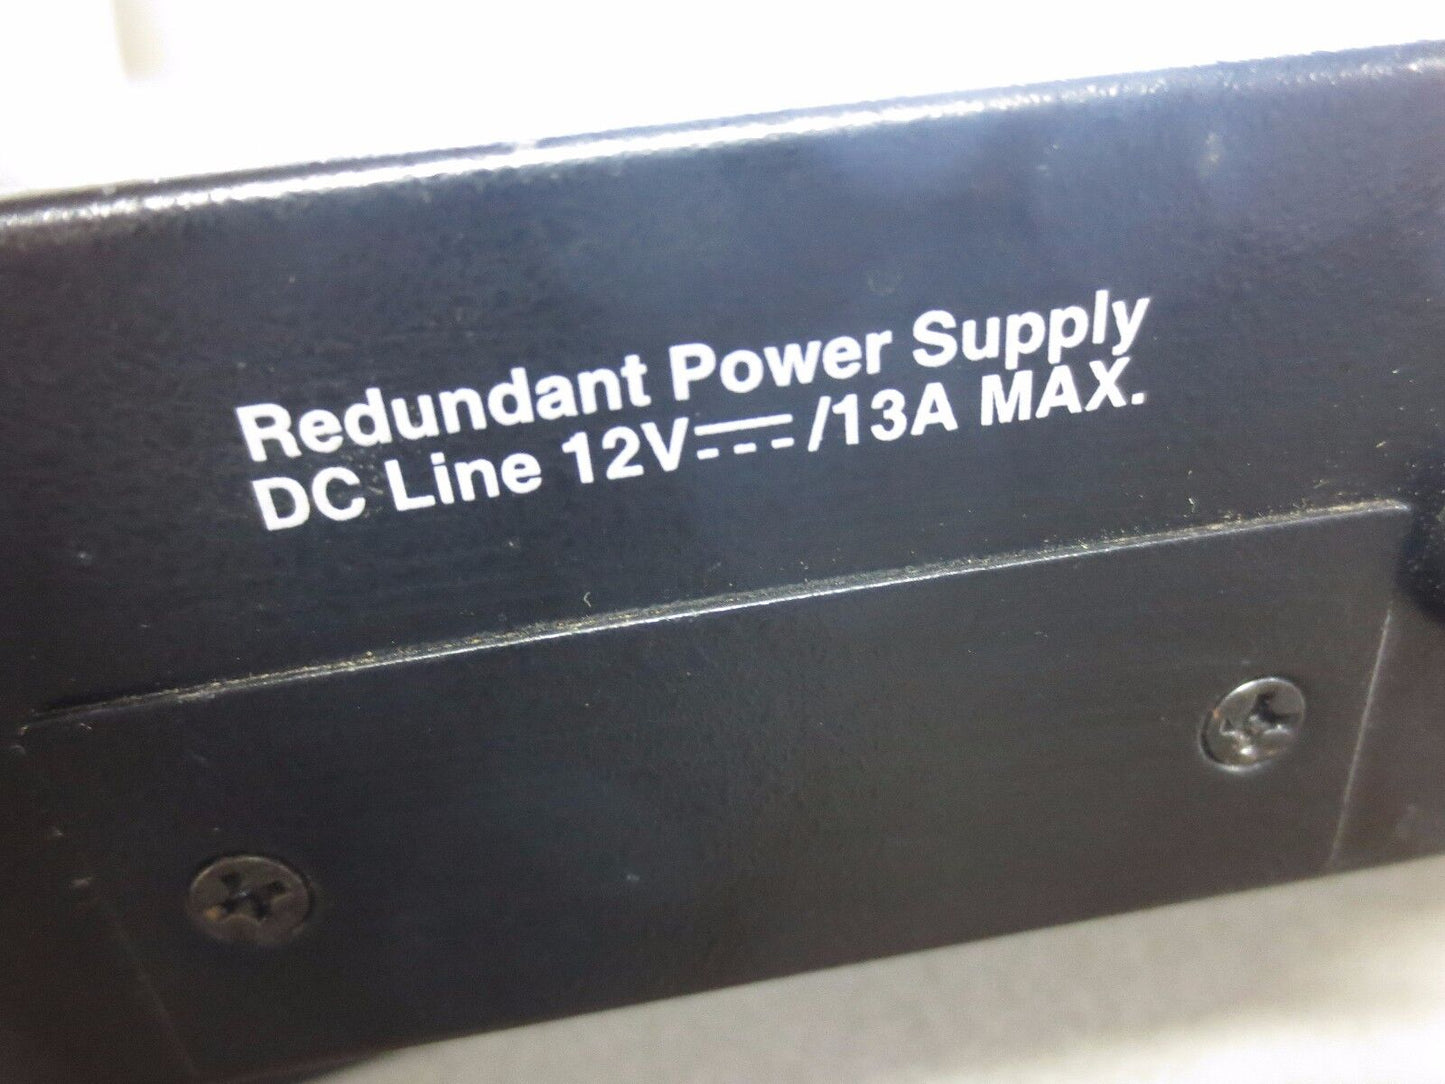 Redundant Power Supply
DC Line 12V⎓/13A MAX.